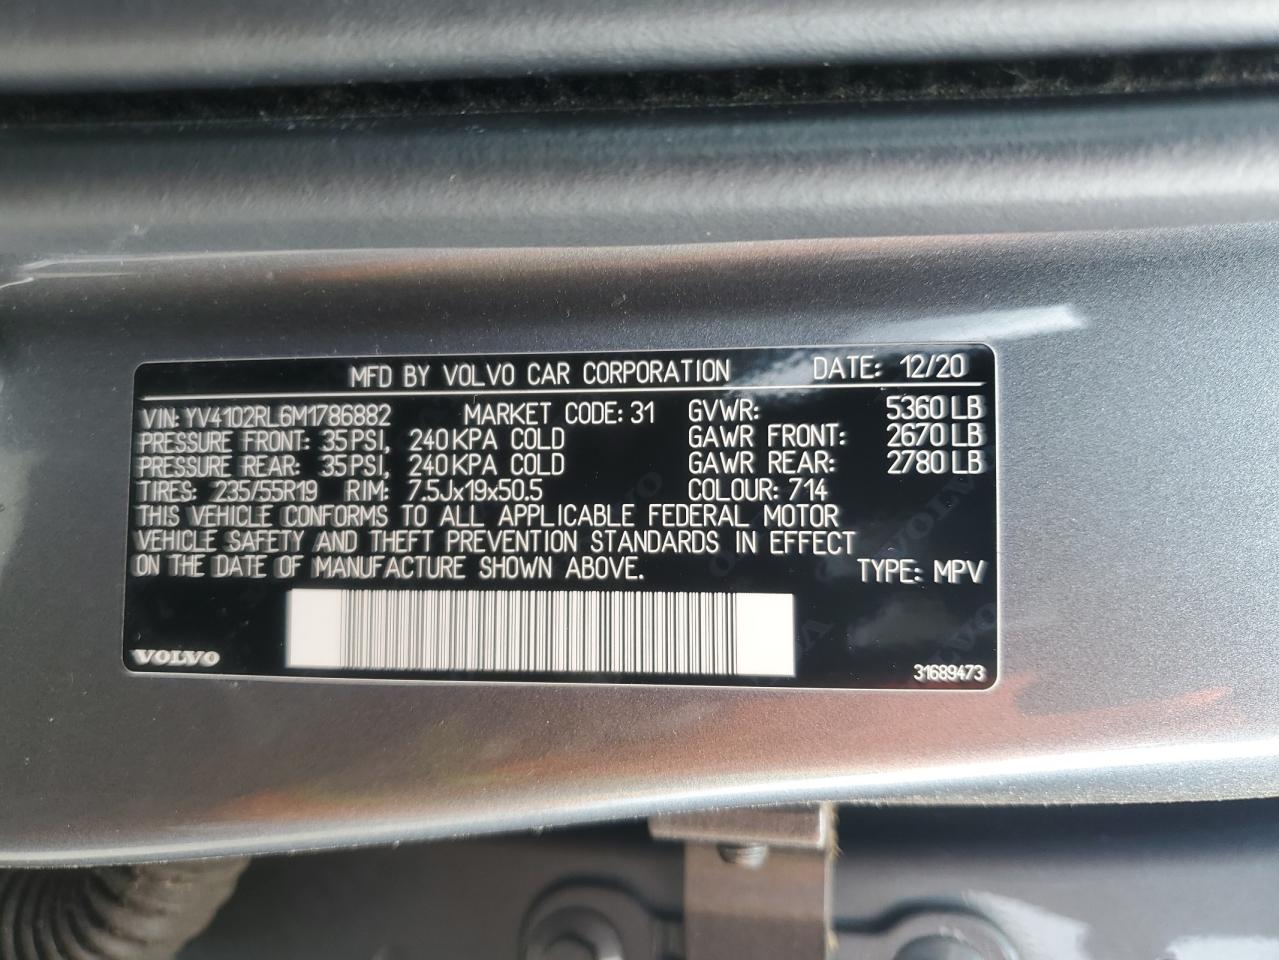 MFD BY VOLVO CAR CORPORATION DATE: 12/20
VIN: YV4102RL6M1786882 MARKET CODE: 31 GVWR: 5360 LB
PRESSURE FRONT: 35 PSI, 240 KPA COLD GAWR FRONT: 2670 LB
PRESSURE REAR: 35 PSI, 240 KPA COLD GAWR REAR: 2780 LB
TIRES: 235/55R19 RIM: 7.5Jx19x50.5 COLOUR: 714
THIS VEHICLE CONFORMS TO ALL APPLICABLE FEDERAL MOTOR
VEHICLE SAFETY AND THEFT PREVENTION STANDARDS IN EFFECT
ON THE DATE OF MANUFACTURE SHOWN ABOVE. TYPE: MPV
VOLVO 31689473